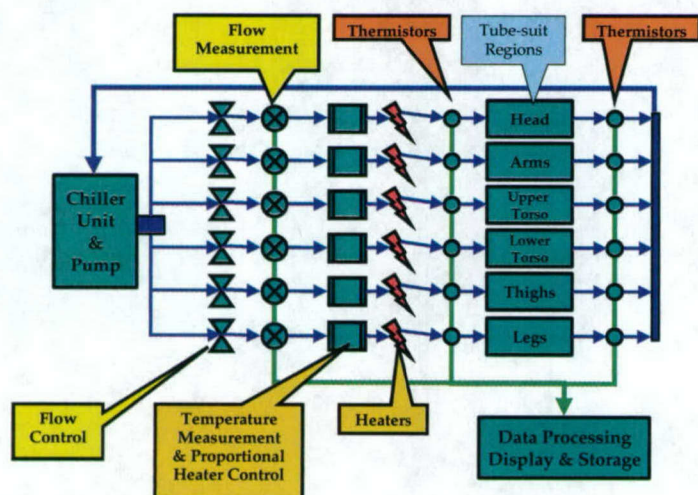 Flow
Measurement
Thermistors
Tube-suit
Regions
Thermistors
Head
Arms
Upper
Torso
Lower
Torso
Thighs
Legs
Chiller
Unit
&
Pump
Flow
Control
Temperature
Measurement
& Proportional
Heater Control
Heaters
Data Processing
Display & Storage